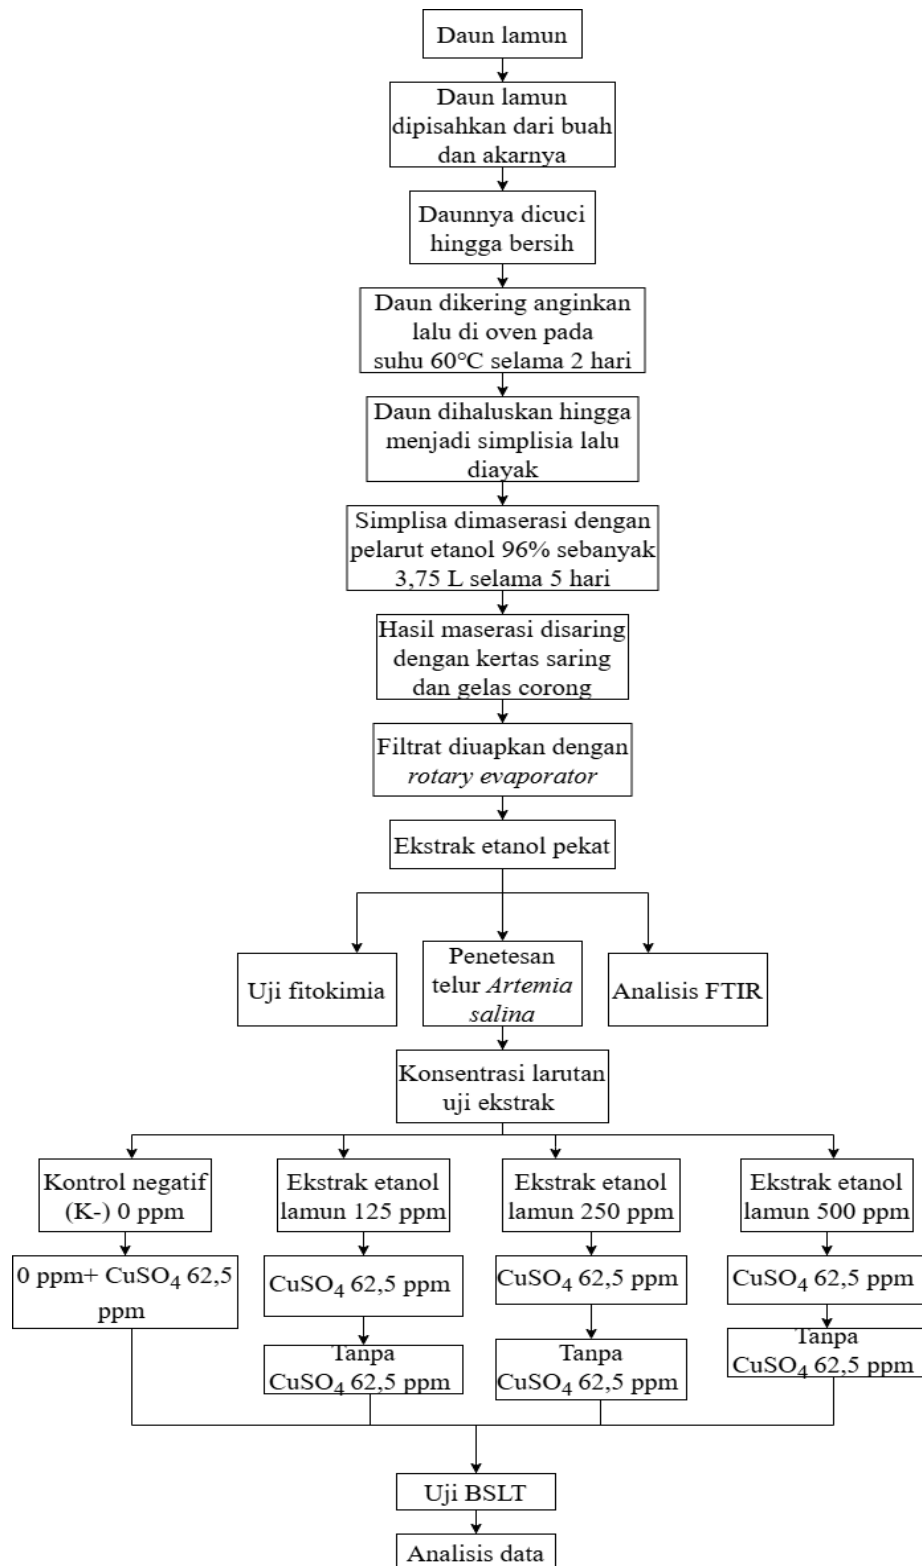 Daun lamun
Daun lamun
dipisahkan dari buah
dan akarnya
Daunnya dicuci
hingga bersih
Daun dikering anginkan
lalu di oven pada
suhu 60°C selama 2 hari
Daun dihaluskan hingga
menjadi simplisia lalu
diayak
Simplisa dimaserasi dengan
pelarut etanol 96% sebanyak
3,75 L selama 5 hari
Hasil maserasi disaring
dengan kertas saring
dan gelas corong
Filtrat diuapkan dengan
rotary evaporator
Ekstrak etanol pekat
Uji fitokimia
Penetesan
telur Artemia
salina
Analisis FTIR
Konsentrasi larutan
uji ekstrak
Kontrol negatif
(K-) 0 ppm
Ekstrak etanol
lamun 125 ppm
Ekstrak etanol
lamun 250 ppm
Ekstrak etanol
lamun 500 ppm
0 ppm+ CuSO4 62,5
ppm
CuSO4 62,5 ppm
CuSO4 62,5 ppm
CuSO4 62,5 ppm
Tanpa
CuSO4 62,5 ppm
Tanpa
CuSO4 62,5 ppm
Tanpa
CuSO4 62,5 ppm
Uji BSLT
Analisis data